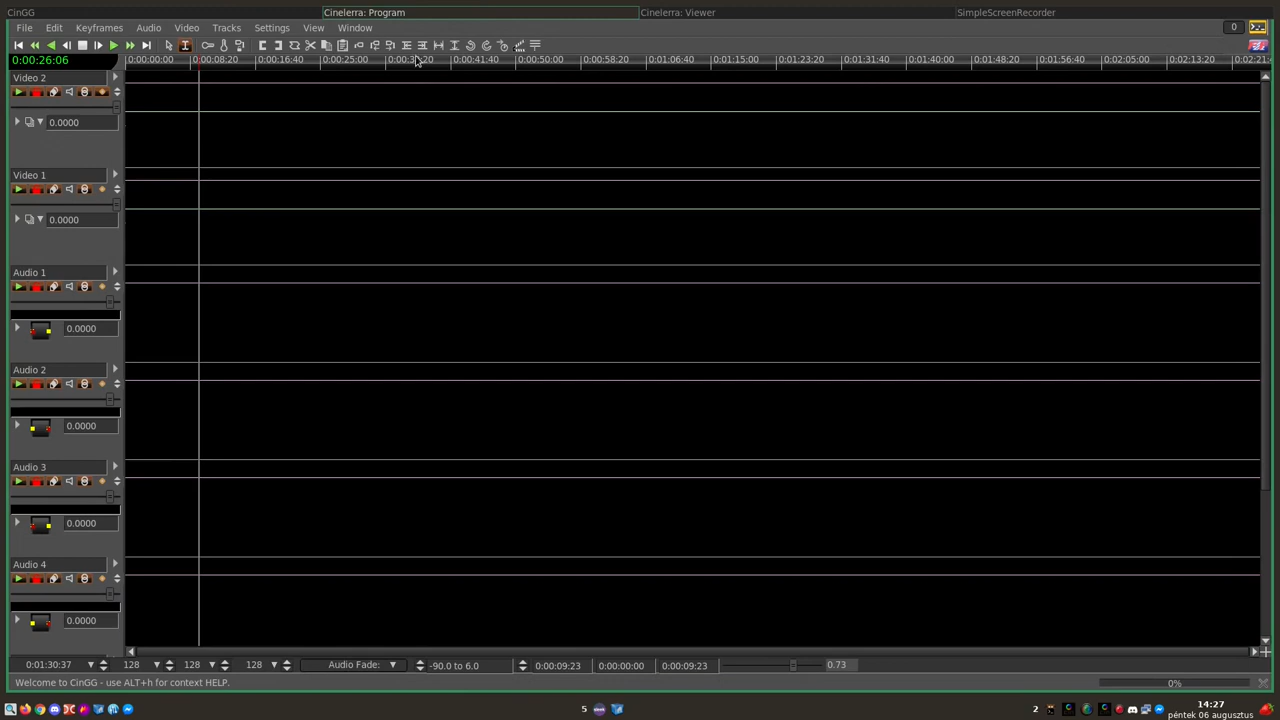 CinGG Cinelerra: Program Cinelerra: Viewer SimpleScreenRecorder
File Edit Keyframes Audio Video Tracks Settings View Window 0
0:00:26:06 0:00:00:00 0:00:08:20 0:00:16:40 0:00:25:00 0:00:41:40 0:00:50:00 0:00:58:20 0:01:06:40 0:01:15:00 0:01:23:20 0:01:31:40 0:01:40:00 0:01:48:20 0:01:56:40 0:02:05:00 0:02:13:20
Video 2
0.0000
Video 1
0.0000
Audio 1
0.0000
Audio 2
0.0000
Audio 3
0.0000
Audio 4
0.0000
0:01:30:37 128 128 128 Audio Fade: -90.0 to 6.0 0:00:09:23 0:00:00:00 0:00:09:23 0.73
Welcome to CinGG - use ALT+h for context HELP. 0%
5 2 14:27
péntek 06 augusztus